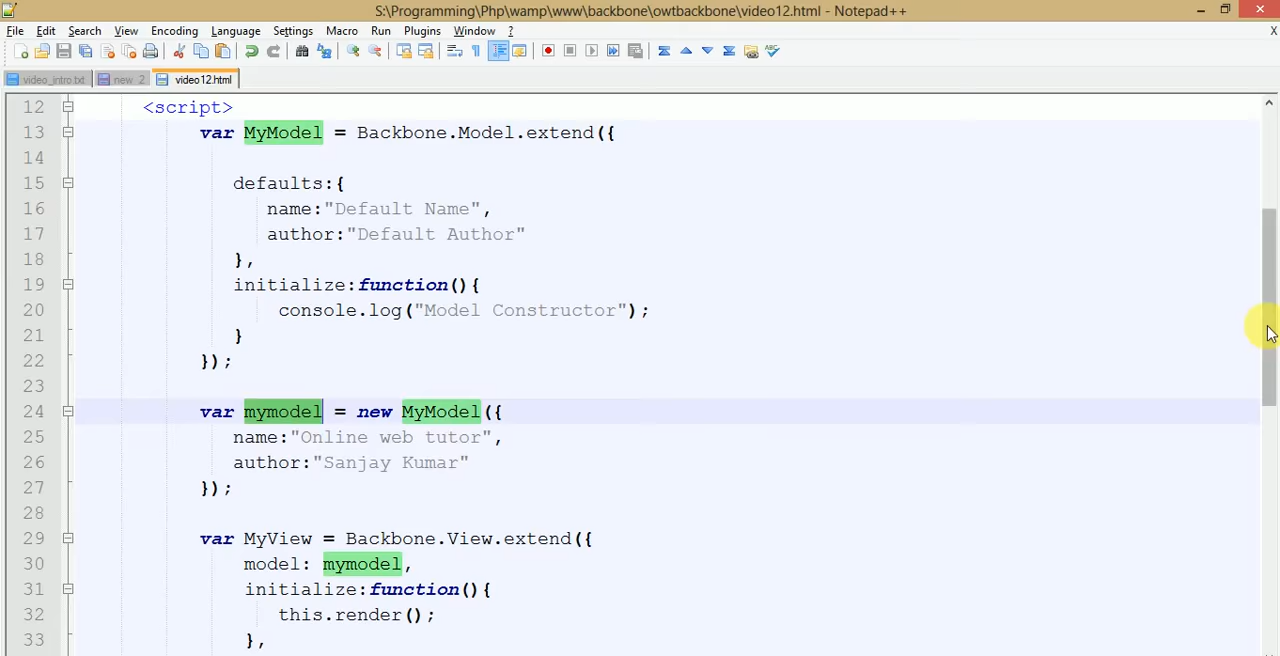 S:\Programming\Php\wamp\www\backbone\owtbackbone\video12.html - Notepad++
File Edit Search View Encoding Language Settings Macro Run Plugins Window ? X
video_intro.txt new 2 video12.html
12 <script>
13 var MyModel = Backbone.Model.extend({
14
15 defaults:{
16 name:"Default Name",
17 author:"Default Author"
18 },
19 initialize:function(){
20 console.log("Model Constructor");
21 }
22 });
23
24 var mymodel = new MyModel({
25 name:"Online web tutor",
26 author:"Sanjay Kumar"
27 });
28
29 var MyView = Backbone.View.extend({
30 model: mymodel,
31 initialize:function(){
32 this.render();
33 },